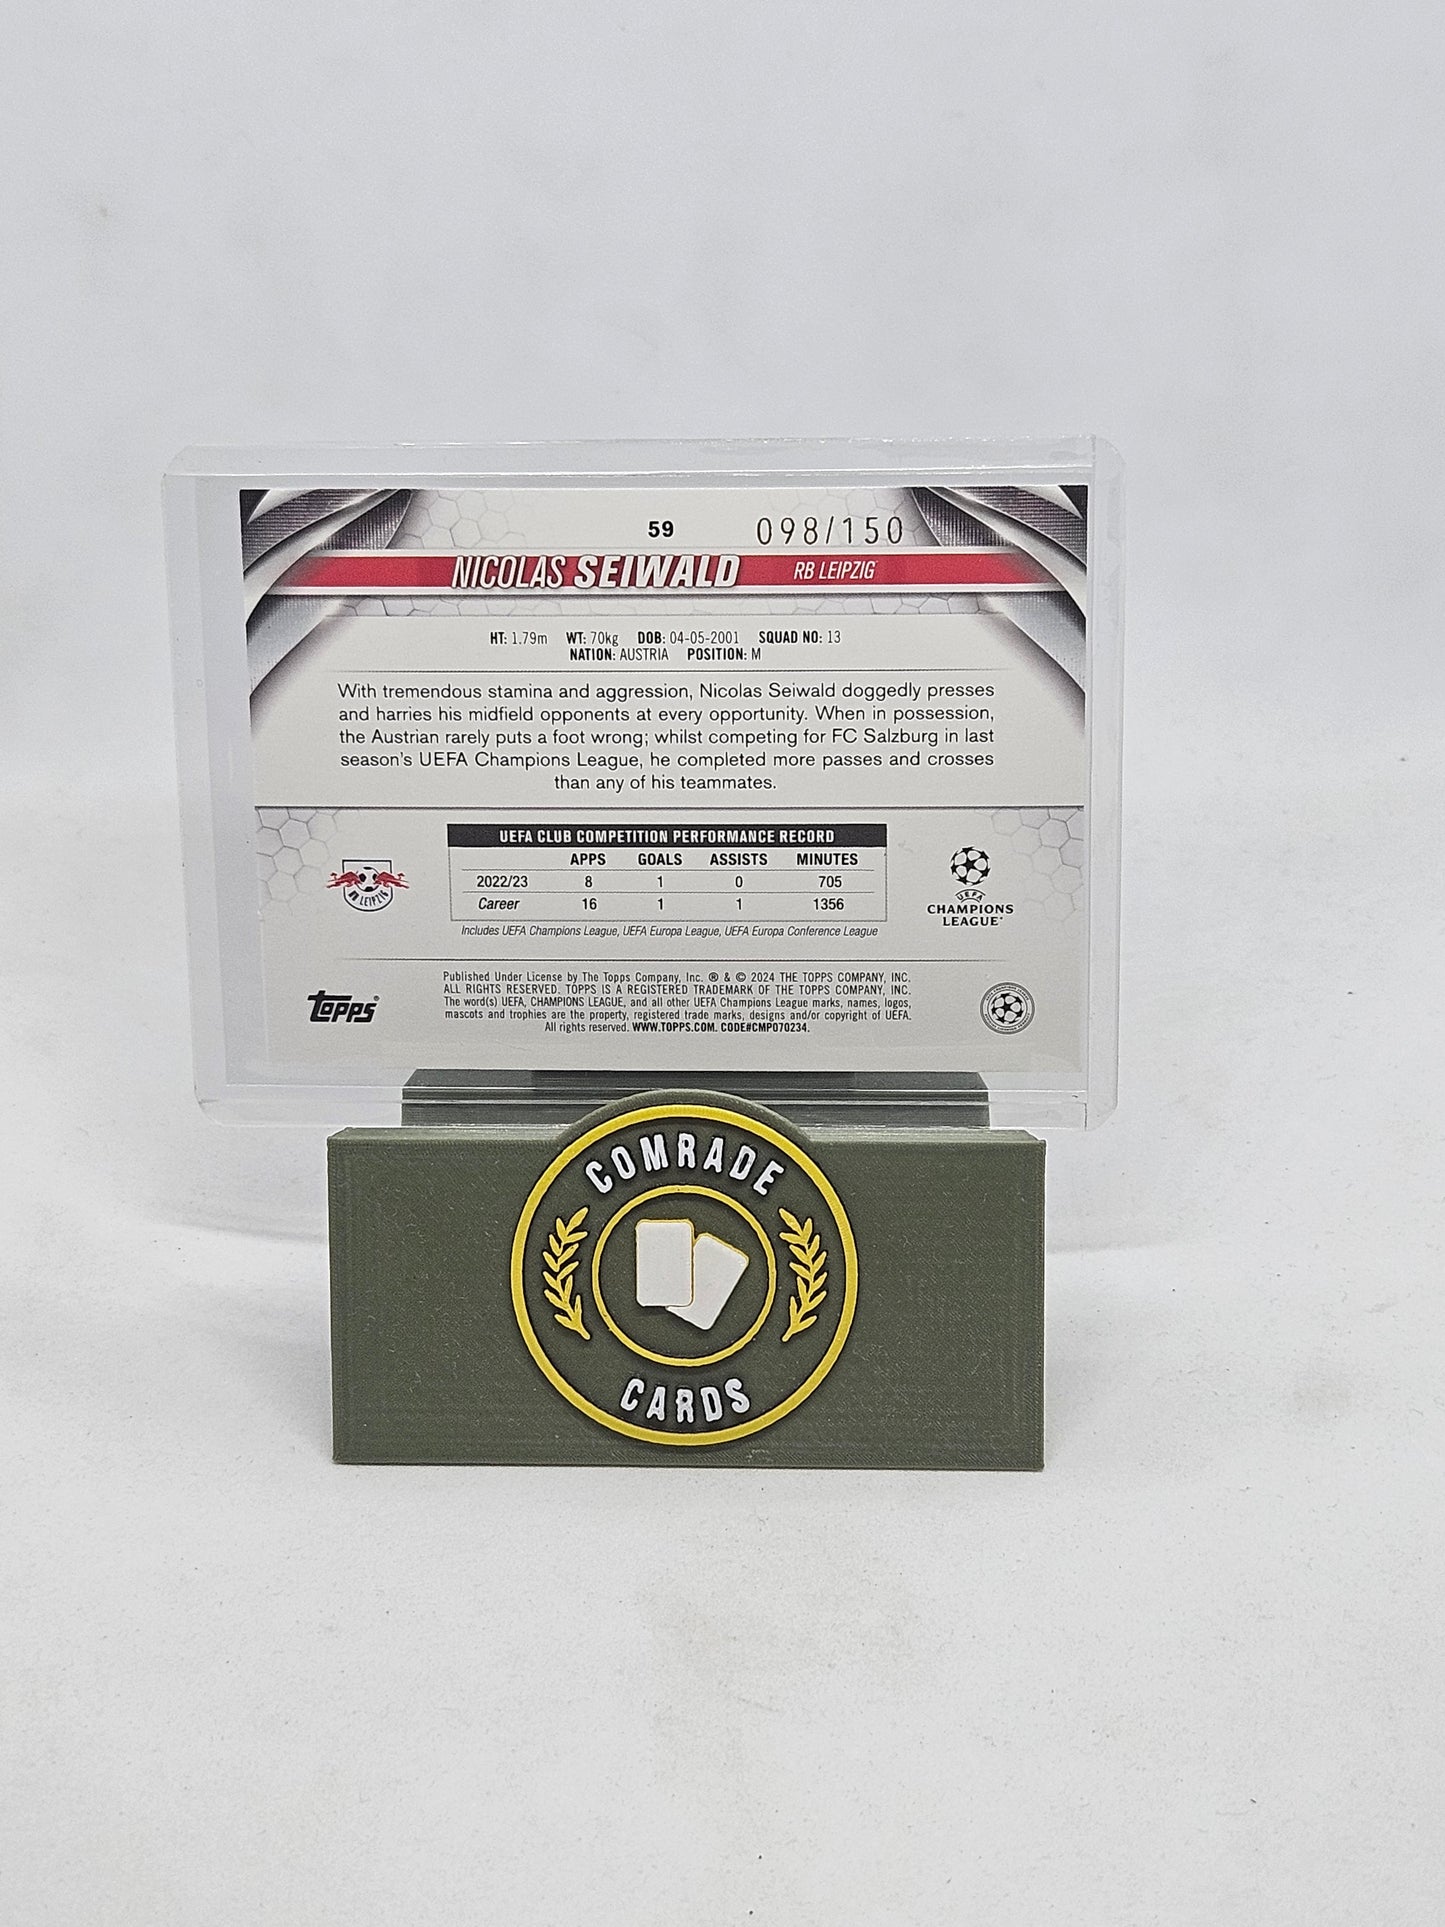 59 098/150
NICOLAS SEIWALD RB LEIPZIG
HT: 1.79m WT: 70kg DOB: 04-05-2001 SQUAD NO: 13
NATION: AUSTRIA POSITION: M
With tremendous stamina and aggression, Nicolas Seiwald doggedly presses
and harries his midfield opponents at every opportunity. When in possession,
the Austrian rarely puts a foot wrong; whilst competing for FC Salzburg in last
season's UEFA Champions League, he completed more passes and crosses
than any of his teammates.
UEFA CLUB COMPETITION PERFORMANCE RECORD
APPS GOALS ASSISTS MINUTES
2022/23 8 1 0 705
Career 16 1 1 1356
Includes UEFA Champions League, UEFA Europa League, UEFA Europa Conference League
RB LEIPZIG
UEFA
CHAMPIONS
LEAGUE®
Published Under License by The Topps Company, Inc. ® & © 2024 THE TOPPS COMPANY, INC.
ALL RIGHTS RESERVED. TOPPS IS A REGISTERED TRADEMARK OF THE TOPPS COMPANY, INC.
The word(s) UEFA, CHAMPIONS LEAGUE, and all other UEFA Champions League marks, names, logos,
mascots and trophies are the property, registered trade marks, designs and/or copyright of UEFA.
All rights reserved. WWW.TOPPS.COM. CODE#CMP070234.
Topps®
COMRADE
CARDS